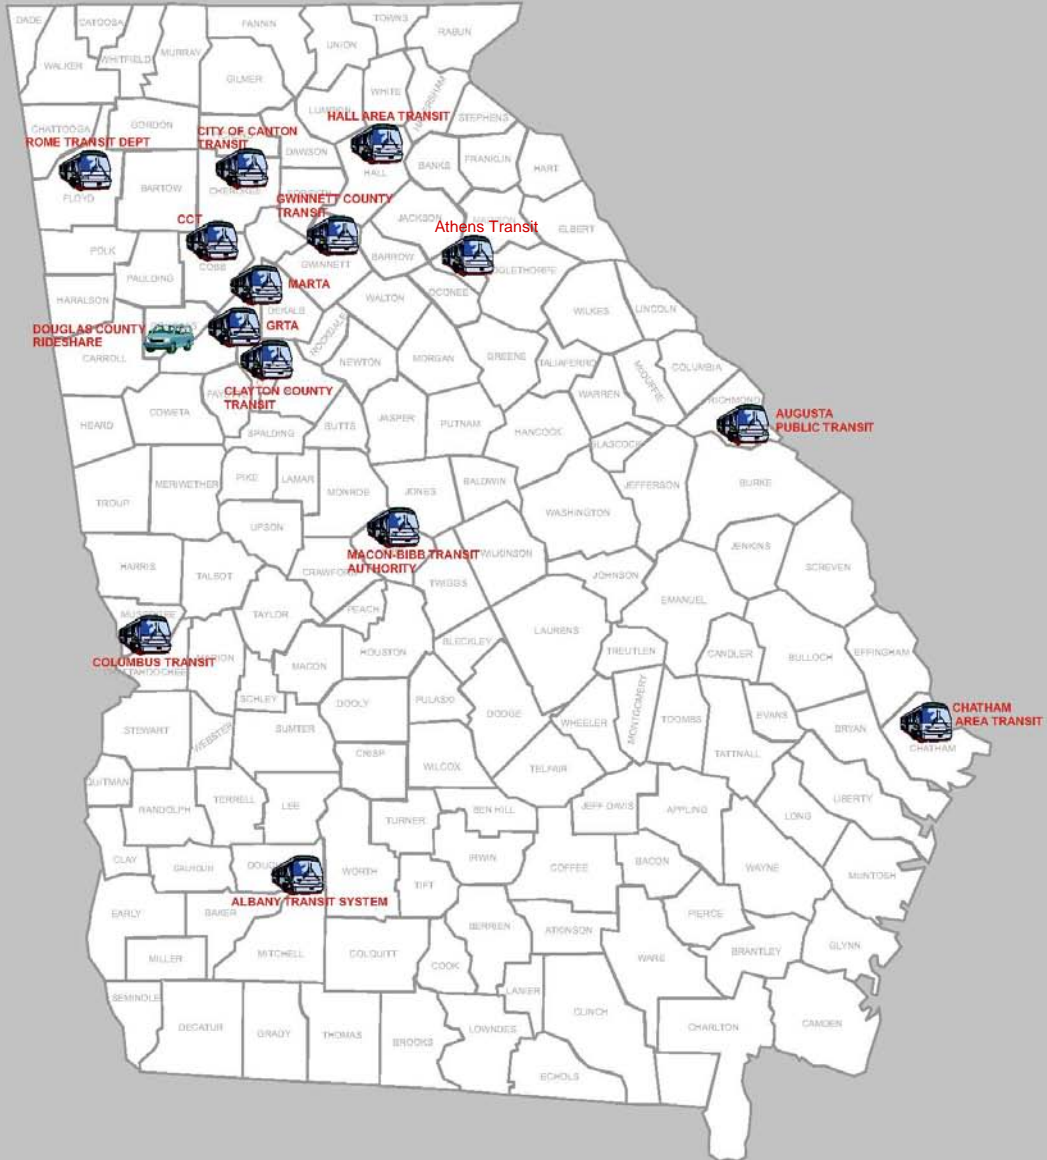 DADE
CATOOSA
FANNIN
TOWNS
RABUN
UNION
WALKER
WHITFIELD
MURRAY
GILMER
WHITE
HABERSHAM
LUMPKIN
STEPHENS
HALL AREA TRANSIT
CHATTOOGA
GORDON
CITY OF CANTON
TRANSIT
ROME TRANSIT DEPT
DAWSON
HALL
BANKS
FRANKLIN
HART
FLOYD
BARTOW
CHEROKEE
FORSYTH
GWINNETT COUNTY
TRANSIT
JACKSON
MADISON
ELBERT
CCT
Athens Transit
POLK
COBB
GWINNETT
BARROW
OGLETHORPE
PAULDING
MARTA
WALTON
OCONEE
HARALSON
DEKALB
WILKES
LINCOLN
DOUGLAS COUNTY
RIDESHARE
GRTA
ROCKDALE
CARROLL
NEWTON
MORGAN
GREENE
TALIAFERRO
MCDUFFIE
COLUMBIA
CLAYTON COUNTY
TRANSIT
WARREN
RICHMOND
AUGUSTA
PUBLIC TRANSIT
HEARD
COWETA
SPALDING
BUTTS
JASPER
PUTNAM
HANCOCK
GLASCOCK
TROUP
MERIWETHER
PIKE
LAMAR
MONROE
JONES
BALDWIN
JEFFERSON
BURKE
UPSON
WASHINGTON
MACON-BIBB TRANSIT
AUTHORITY
WILKINSON
JENKINS
HARRIS
TALBOT
CRAWFORD
TWIGGS
JOHNSON
SCREVEN
MUSCOGEE
TAYLOR
PEACH
EMANUEL
COLUMBUS TRANSIT
CHATTAHOOCHEE
MARION
MACON
HOUSTON
BLECKLEY
LAURENS
TREUTLEN
CANDLER
BULLOCH
EFFINGHAM
STEWART
WEBSTER
SCHLEY
SUMTER
DOOLY
PULASKI
DODGE
WHEELER
MONTGOMERY
TOOMBS
EVANS
BRYAN
CHATHAM
AREA TRANSIT
CHATHAM
TATTNALL
CRISP
WILCOX
TELFAIR
QUITMAN
RANDOLPH
TERRELL
LEE
TURNER
BEN HILL
JEFF DAVIS
APPLING
LONG
LIBERTY
CLAY
CALHOUN
DOUG
WORTH
TIFT
IRWIN
COFFEE
BACON
WAYNE
McINTOSH
ALBANY TRANSIT SYSTEM
EARLY
BAKER
BERRIEN
ATKINSON
PIERCE
MILLER
MITCHELL
COLQUITT
COOK
WARE
BRANTLEY
GLYNN
SEMINOLE
LANIER
DECATUR
GRADY
THOMAS
BROOKS
LOWNDES
CLINCH
CHARLTON
CAMDEN
ECHOLS